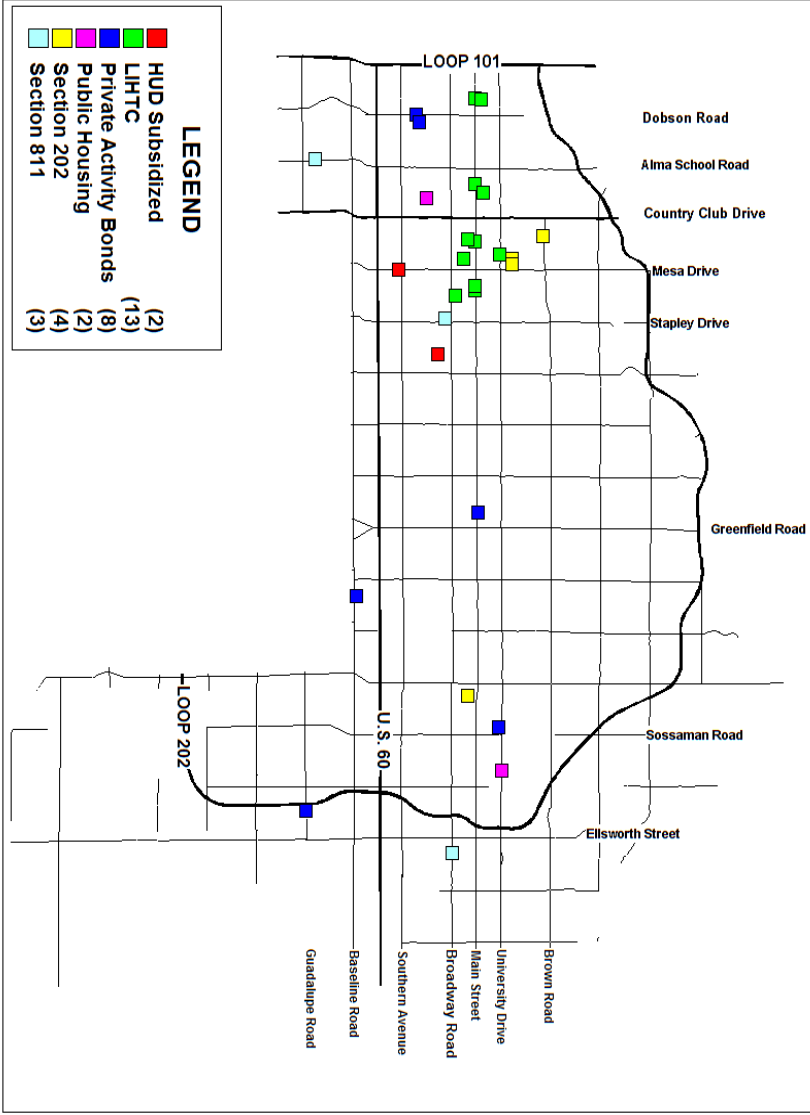 LEGEND
HUD Subsidized (2)
LIHTC (13)
Private Activity Bonds (8)
Public Housing (2)
Section 202 (4)
Section 811 (3)
LOOP 101
Dobson Road
Alma School Road
Country Club Drive
Mesa Drive
Stapley Drive
Greenfield Road
Sossaman Road
Ellsworth Street
LOOP 202
U.S. 60
Guadalupe Road
Baseline Road
Southern Avenue
Broadway Road
Main Street
University Drive
Brown Road